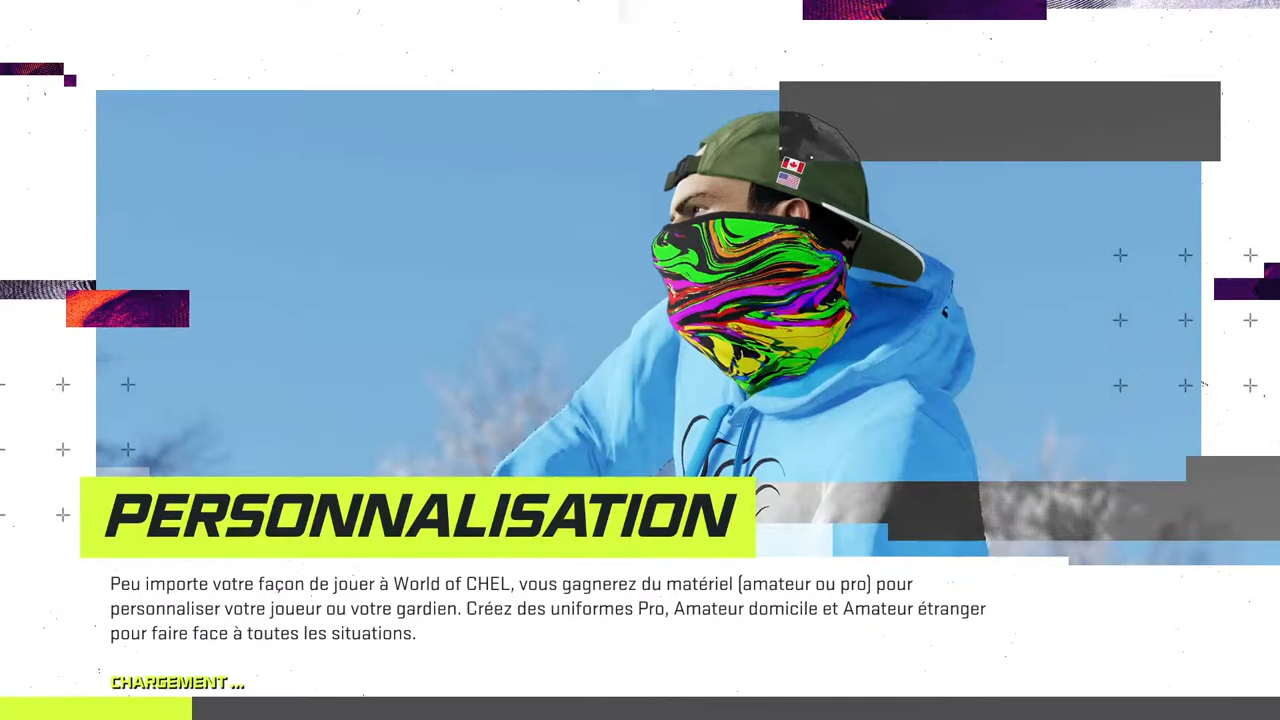 PERSONNALISATION
Peu importe votre façon de jouer à World of CHEL, vous gagnerez du matériel (amateur ou pro) pour
personnaliser votre joueur ou votre gardien. Créez des uniformes Pro, Amateur domicile et Amateur étranger
pour faire face à toutes les situations.
CHARGEMENT ...